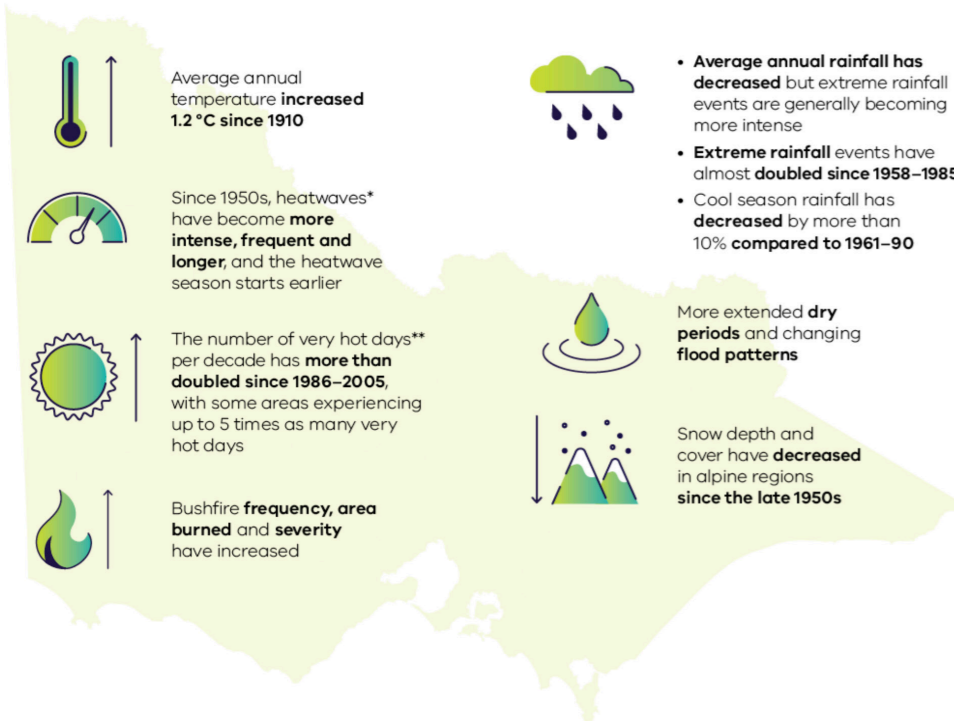 Average annual
temperature increased
1.2 °C since 1910
Since 1950s, heatwaves*
have become more
intense, frequent and
longer, and the heatwave
season starts earlier
The number of very hot days**
per decade has more than
doubled since 1986–2005,
with some areas experiencing
up to 5 times as many very
hot days
Bushfire frequency, area
burned and severity
have increased
• Average annual rainfall has
decreased but extreme rainfall
events are generally becoming
more intense
• Extreme rainfall events have
almost doubled since 1958–1985
• Cool season rainfall has
decreased by more than
10% compared to 1961–90
More extended dry
periods and changing
flood patterns
Snow depth and
cover have decreased
in alpine regions
since the late 1950s